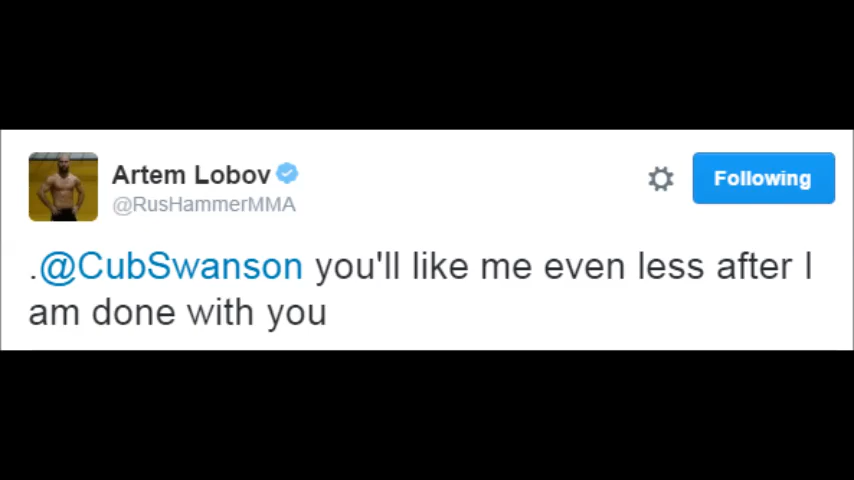 Artem Lobov
@RusHammerMMA
Following
.@CubSwanson you'll like me even less after I
am done with you